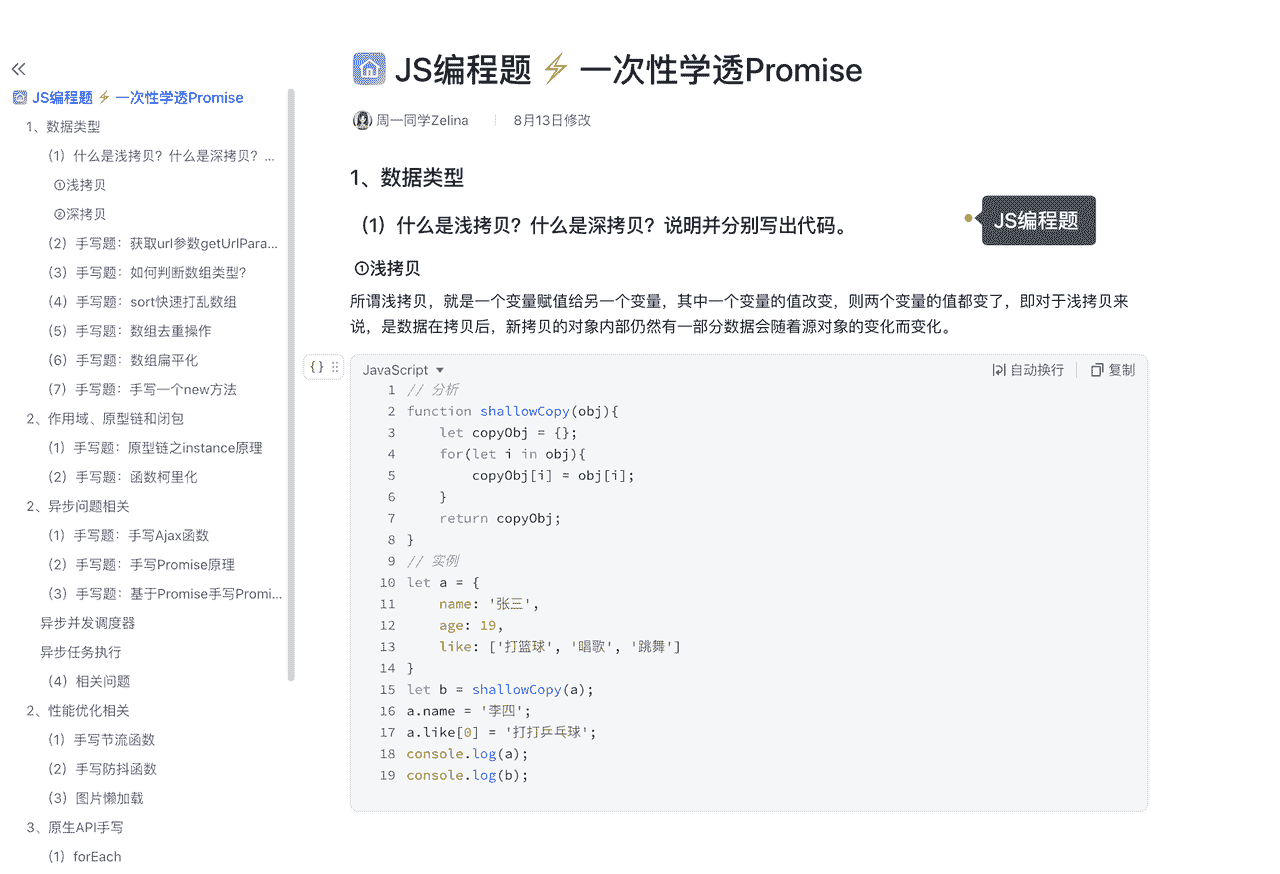 JS编程题 ⚡ 一次性学透Promise
1、数据类型
（1）什么是浅拷贝？什么是深拷贝？...
①浅拷贝
②深拷贝
（2）手写题：获取url参数getUrlPara...
（3）手写题：如何判断数组类型？
（4）手写题：sort快速打乱数组
（5）手写题：数组去重操作
（6）手写题：数组扁平化
（7）手写题：手写一个new方法
2、作用域、原型链和闭包
（1）手写题：原型链之instance原理
（2）手写题：函数柯里化
2、异步问题相关
（1）手写题：手写Ajax函数
（2）手写题：手写Promise原理
（3）手写题：基于Promise手写Promi...
异步并发调度器
异步任务执行
（4）相关问题
2、性能优化相关
（1）手写节流函数
（2）手写防抖函数
（3）图片懒加载
3、原生API手写
（1）forEach
JS编程题 ⚡ 一次性学透Promise
周一同学Zelina 8月13日修改
1、数据类型
（1）什么是浅拷贝？什么是深拷贝？说明并分别写出代码。
JS编程题
①浅拷贝
所谓浅拷贝，就是一个变量赋值给另一个变量，其中一个变量的值改变，则两个变量的值都变了，即对于浅拷贝来
说，是数据在拷贝后，新拷贝的对象内部仍然有一部分数据会随着源对象的变化而变化。
{} JavaScript 自动换行 复制
1 // 分析
2 function shallowCopy(obj){
3     let copyObj = {};
4     for(let i in obj){
5         copyObj[i] = obj[i];
6     }
7     return copyObj;
8 }
9 // 实例
10 let a = {
11     name: '张三',
12     age: 19,
13     like: ['打篮球', '唱歌', '跳舞']
14 }
15 let b = shallowCopy(a);
16 a.name = '李四';
17 a.like[0] = '打打乒乓球';
18 console.log(a);
19 console.log(b);